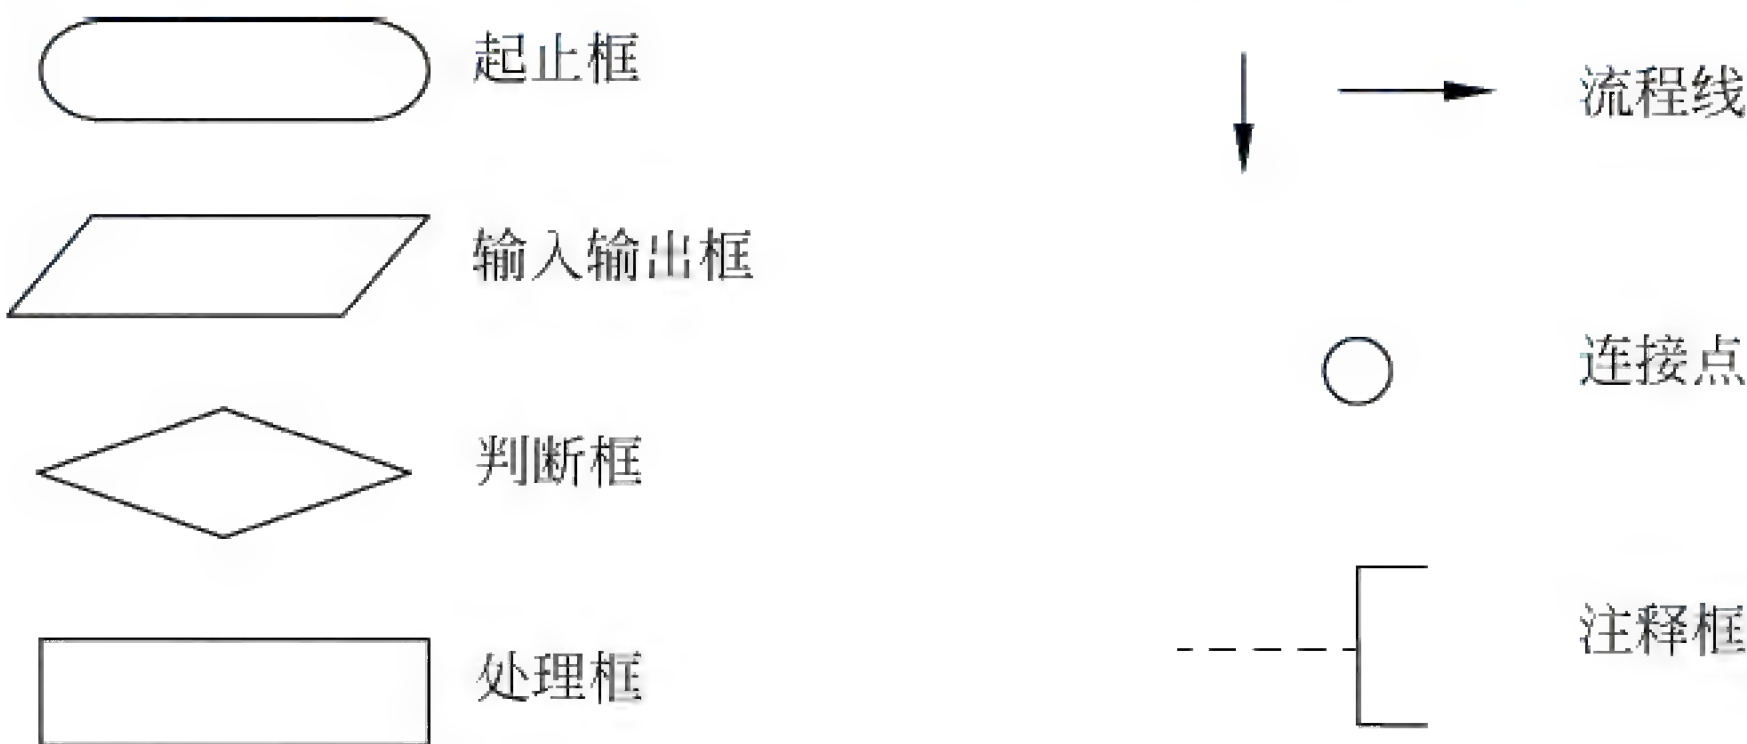 起止框
输入输出框
判断框
处理框
流程线
连接点
注释框